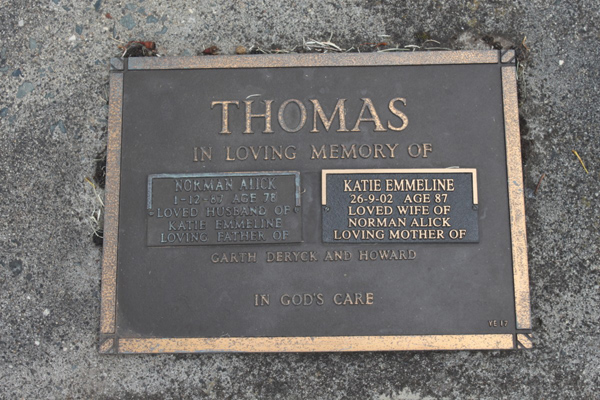 THOMAS
IN LOVING MEMORY OF
NORMAN ALICK
1-12-87 AGE 78
LOVED HUSBAND OF
KATIE EMMELINE
LOVING FATHER OF
KATIE EMMELINE
26-9-02 AGE 87
LOVED WIFE OF
NORMAN ALICK
LOVING MOTHER OF
GARTH DERYCK AND HOWARD
IN GOD'S CARE